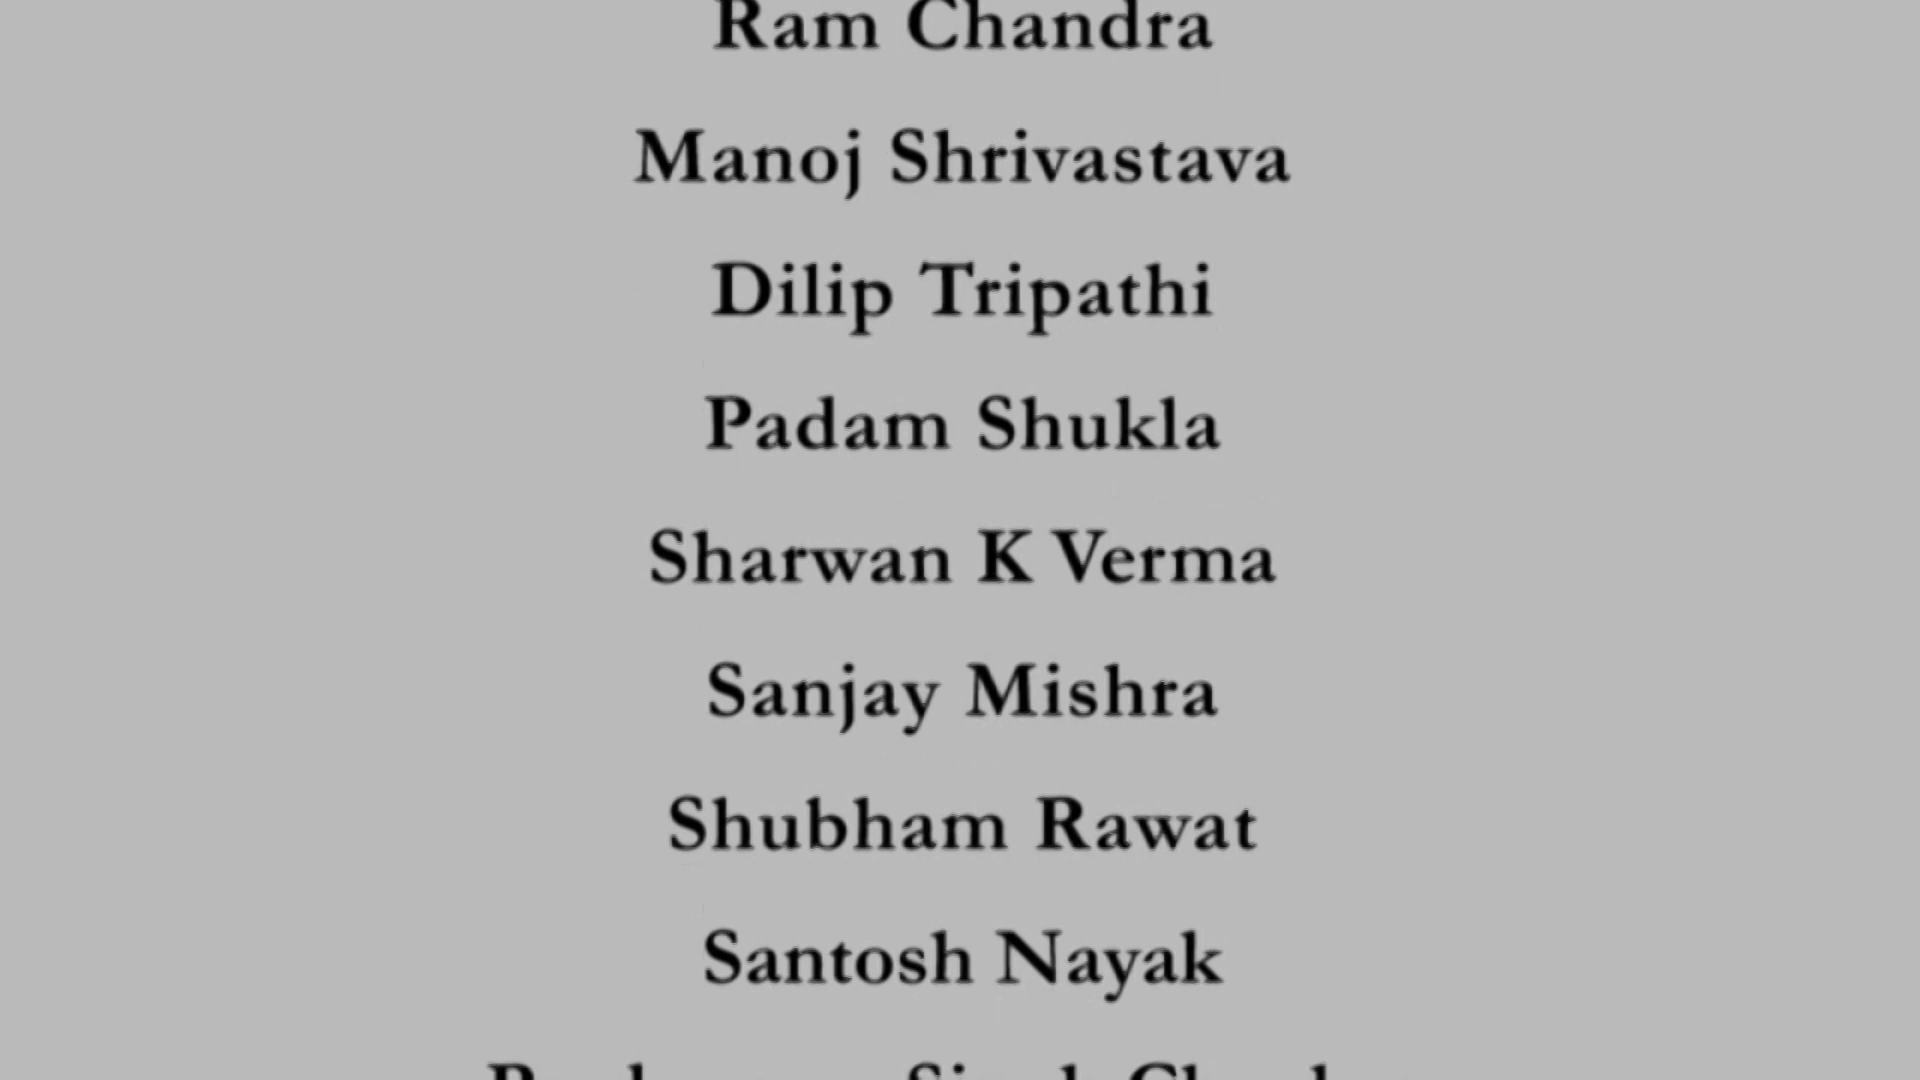 Ram Chandra
Manoj Shrivastava
Dilip Tripathi
Padam Shukla
Sharwan K Verma
Sanjay Mishra
Shubham Rawat
Santosh Nayak